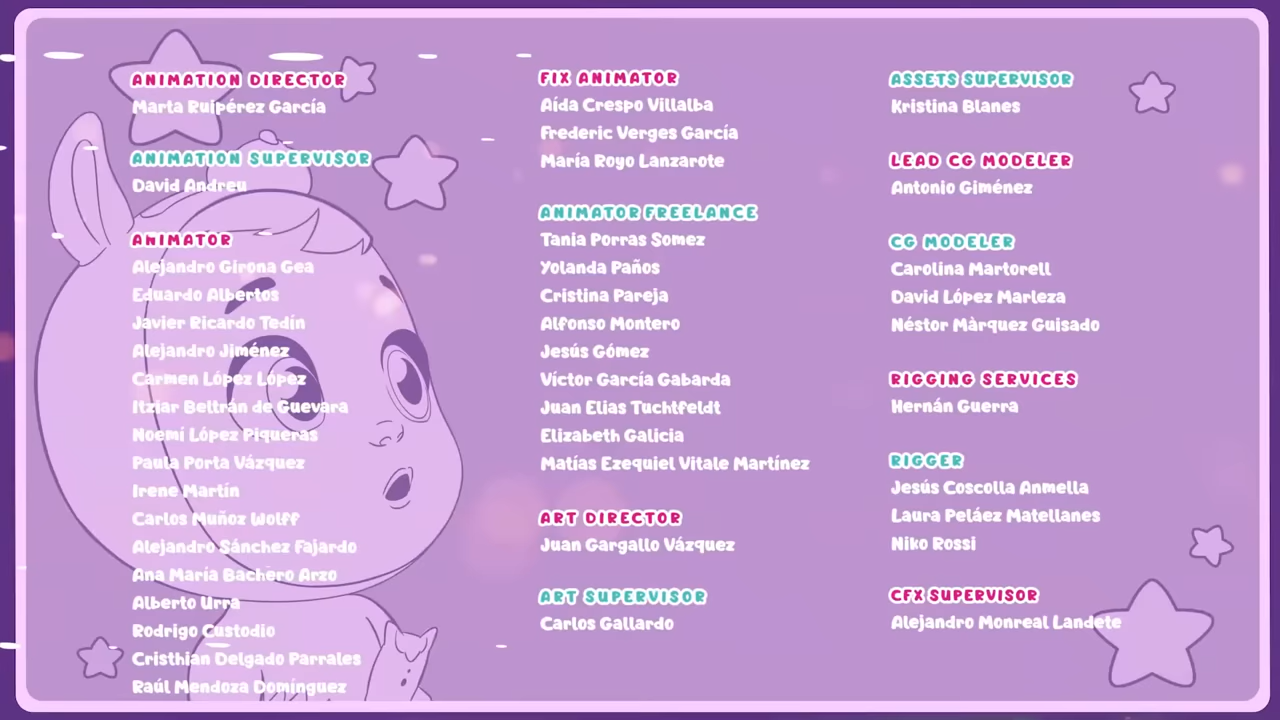 ANIMATION DIRECTOR
Marta Ruipérez García
ANIMATION SUPERVISOR
David Andreu
ANIMATOR
Alejandro Girona Gea
Eduardo Albertos
Javier Ricardo Tedín
Alejandro Jiménez
Carmen López López
Itziar Beltrán de Guevara
Noemí López Piqueras
Paula Porta Vázquez
Irene Martín
Carlos Muñoz Wolff
Alejandro Sánchez Fajardo
Ana María Bachero Arzo
Alberto Urra
Rodrigo Custodio
Cristhian Delgado Parrales
Raúl Mendoza Domínguez
FIX ANIMATOR
Aída Crespo Villalba
Frederic Verges García
María Royo Lanzarote
ANIMATOR FREELANCE
Tania Porras Somez
Yolanda Paños
Cristina Pareja
Alfonso Montero
Jesús Gómez
Víctor García Gabarda
Juan Elias Tuchtfeldt
Elizabeth Galicia
Matías Ezequiel Vitale Martínez
ART DIRECTOR
Juan Gargallo Vázquez
ART SUPERVISOR
Carlos Gallardo
ASSETS SUPERVISOR
Kristina Blanes
LEAD CG MODELER
Antonio Giménez
CG MODELER
Carolina Martorell
David López Marleza
Néstor Màrquez Guisado
RIGGING SERVICES
Hernán Guerra
RIGGER
Jesús Coscolla Anmella
Laura Peláez Matellanes
Niko Rossi
CFX SUPERVISOR
Alejandro Monreal Landete